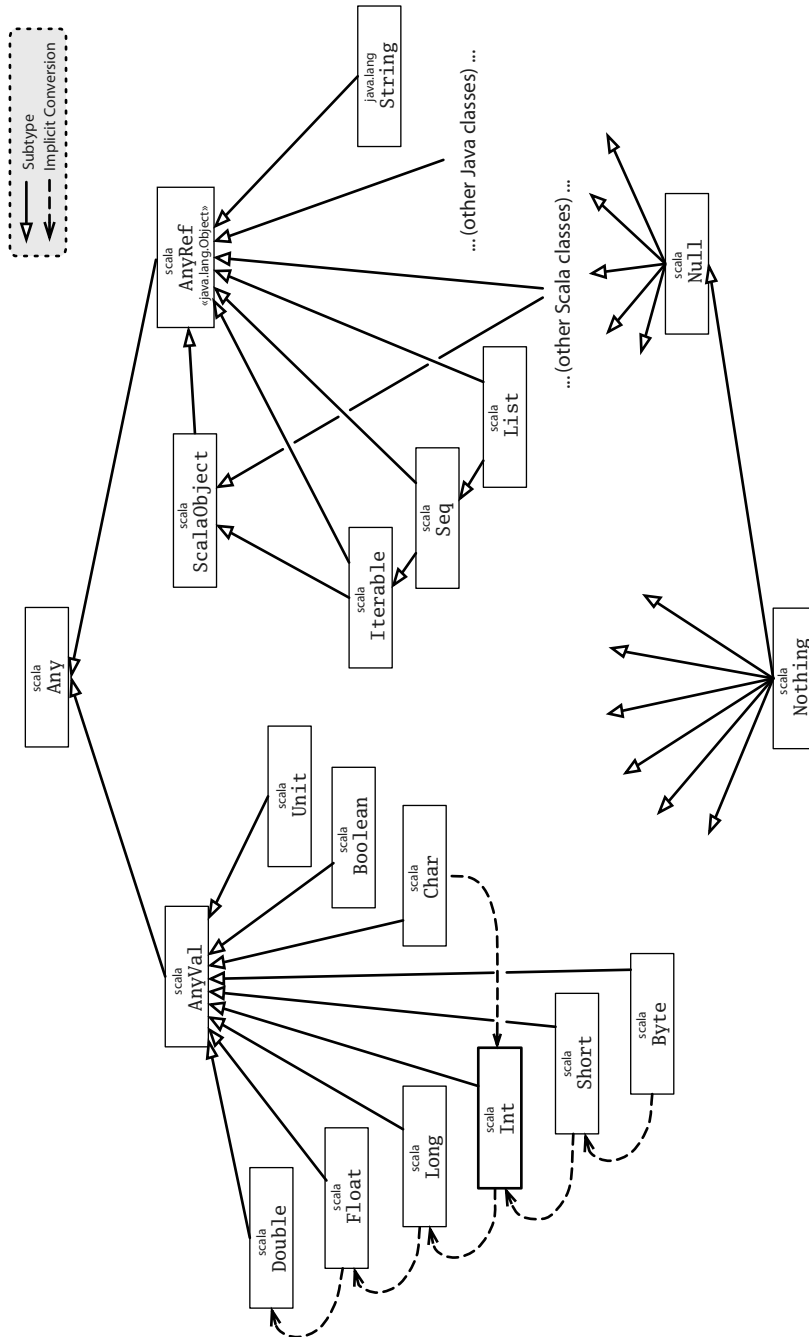 Subtype
Implicit Conversion
scala
Any
scala
AnyVal
scala
AnyRef
«java.lang.Object»
scala
Unit
scala
Boolean
scala
Char
scala
Double
scala
Float
scala
Long
scala
Int
scala
Short
scala
Byte
scala
ScalaObject
scala
Iterable
scala
Seq
scala
List
java.lang
String
... (other Java classes) ...
... (other Scala classes) ...
scala
Null
scala
Nothing